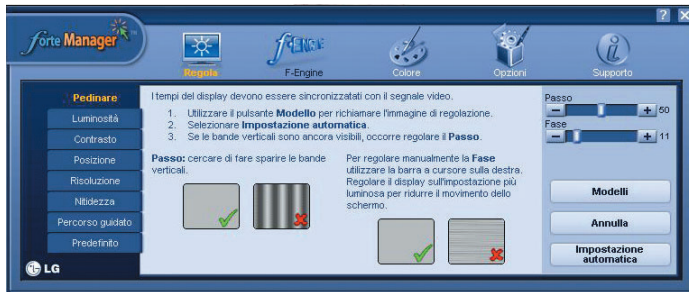 ? X
forte Manager
Regola
F-ENGINE
F-Engine
Colore
Opzioni
Supporto
Pedinare
Luminosità
Contrasto
Posizione
Risoluzione
Nitidezza
Percorso guidato
Predefinito
LG
I tempi del display devono essere sincronizzatati con il segnale video.
1. Utilizzare il pulsante Modello per richiamare l'immagine di regolazione.
2. Selezionare Impostazione automatica.
3. Se le bande verticali sono ancora visibili, occorre regolare il Passo.
Passo: cercare di fare sparire le bande
verticali.
Per regolare manualmente la Fase
utilizzare la barra a cursore sulla destra.
Regolare il display sull'impostazione più
luminosa per ridurre il movimento dello
schermo.
Passo
50
Fase
11
Modelli
Annulla
Impostazione
automatica